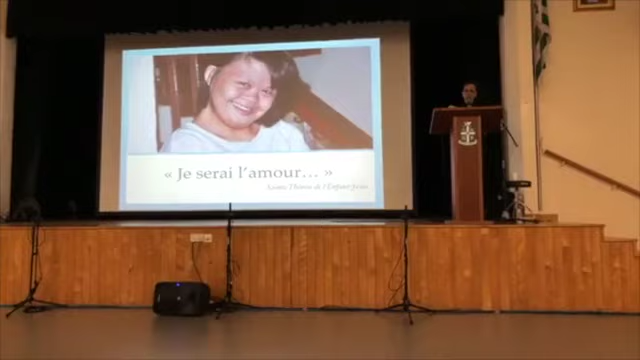 « Je serai l'amour… »
Sainte Thérèse de l'Enfant-Jésus